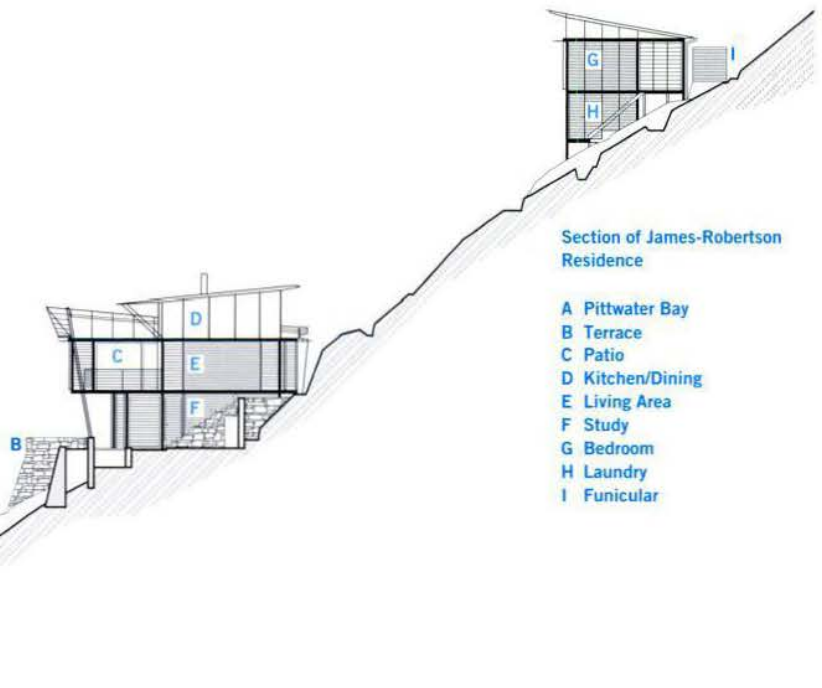 G
I
H
Section of James-Robertson
Residence
A Pittwater Bay
B Terrace
C Patio
D Kitchen/Dining
E Living Area
F Study
G Bedroom
H Laundry
I Funicular
D
C
E
F
B